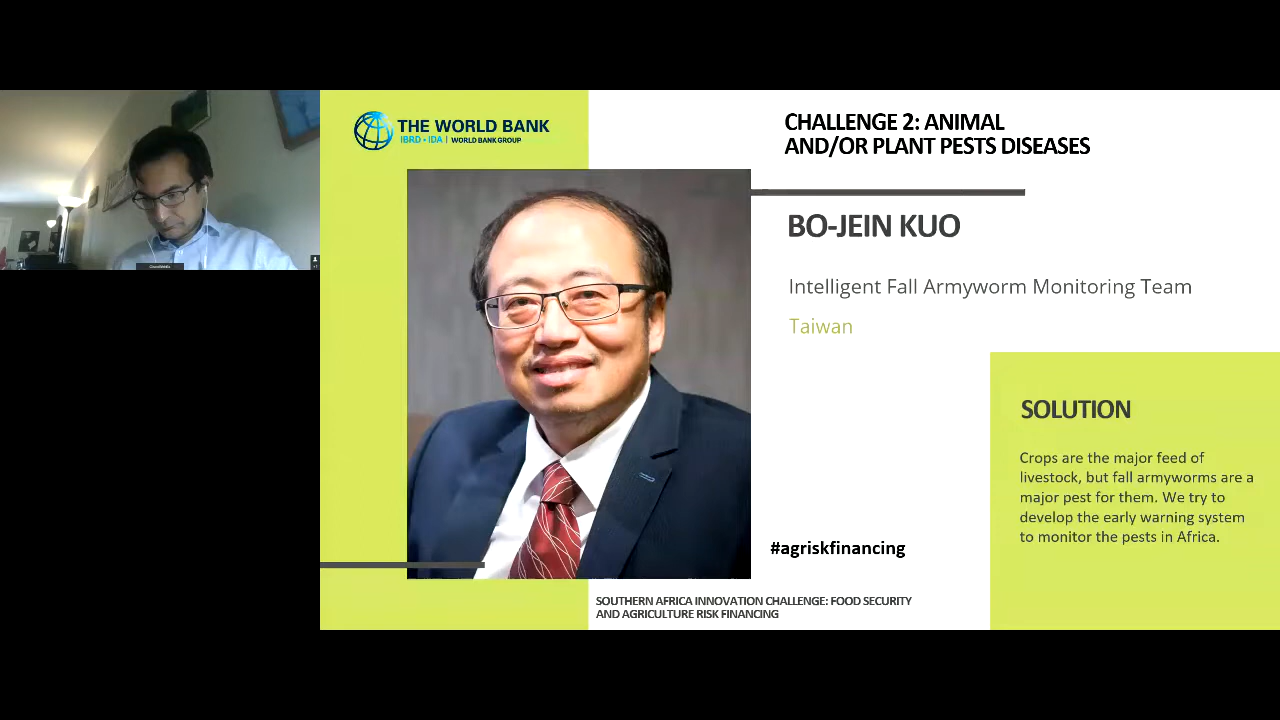 THE WORLD BANK
IBRD • IDA | WORLD BANK GROUP
CHALLENGE 2: ANIMAL
AND/OR PLANT PESTS DISEASES
BO-JEIN KUO
Intelligent Fall Armyworm Monitoring Team
Taiwan
SOLUTION
Crops are the major feed of
livestock, but fall armyworms are a
major pest for them. We try to
develop the early warning system
to monitor the pests in Africa.
#agriskfinancing
SOUTHERN AFRICA INNOVATION CHALLENGE: FOOD SECURITY
AND AGRICULTURE RISK FINANCING